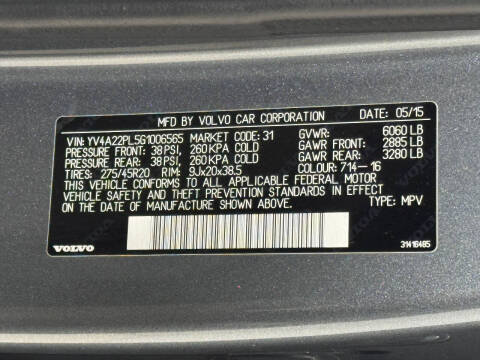 MFD. BY VOLVO CAR CORPORATION DATE: 05/15
VIN: YV4A22PL5G1006565 MARKET CODE: 31 GVWR: 6060 LB
PRESSURE FRONT: 38 PSI, 260 KPA COLD GAWR FRONT: 2885 LB
PRESSURE REAR: 38 PSI, 260 KPA COLD GAWR REAR: 3280 LB
TIRES: 275/45R20 RIM: 9Jx20x38.5 COLOUR: 714-16
THIS VEHICLE CONFORMS TO ALL APPLICABLE FEDERAL MOTOR
VEHICLE SAFETY AND THEFT PREVENTION STANDARDS IN EFFECT
ON THE DATE OF MANUFACTURE SHOWN ABOVE. TYPE: MPV
VOLVO 31416485